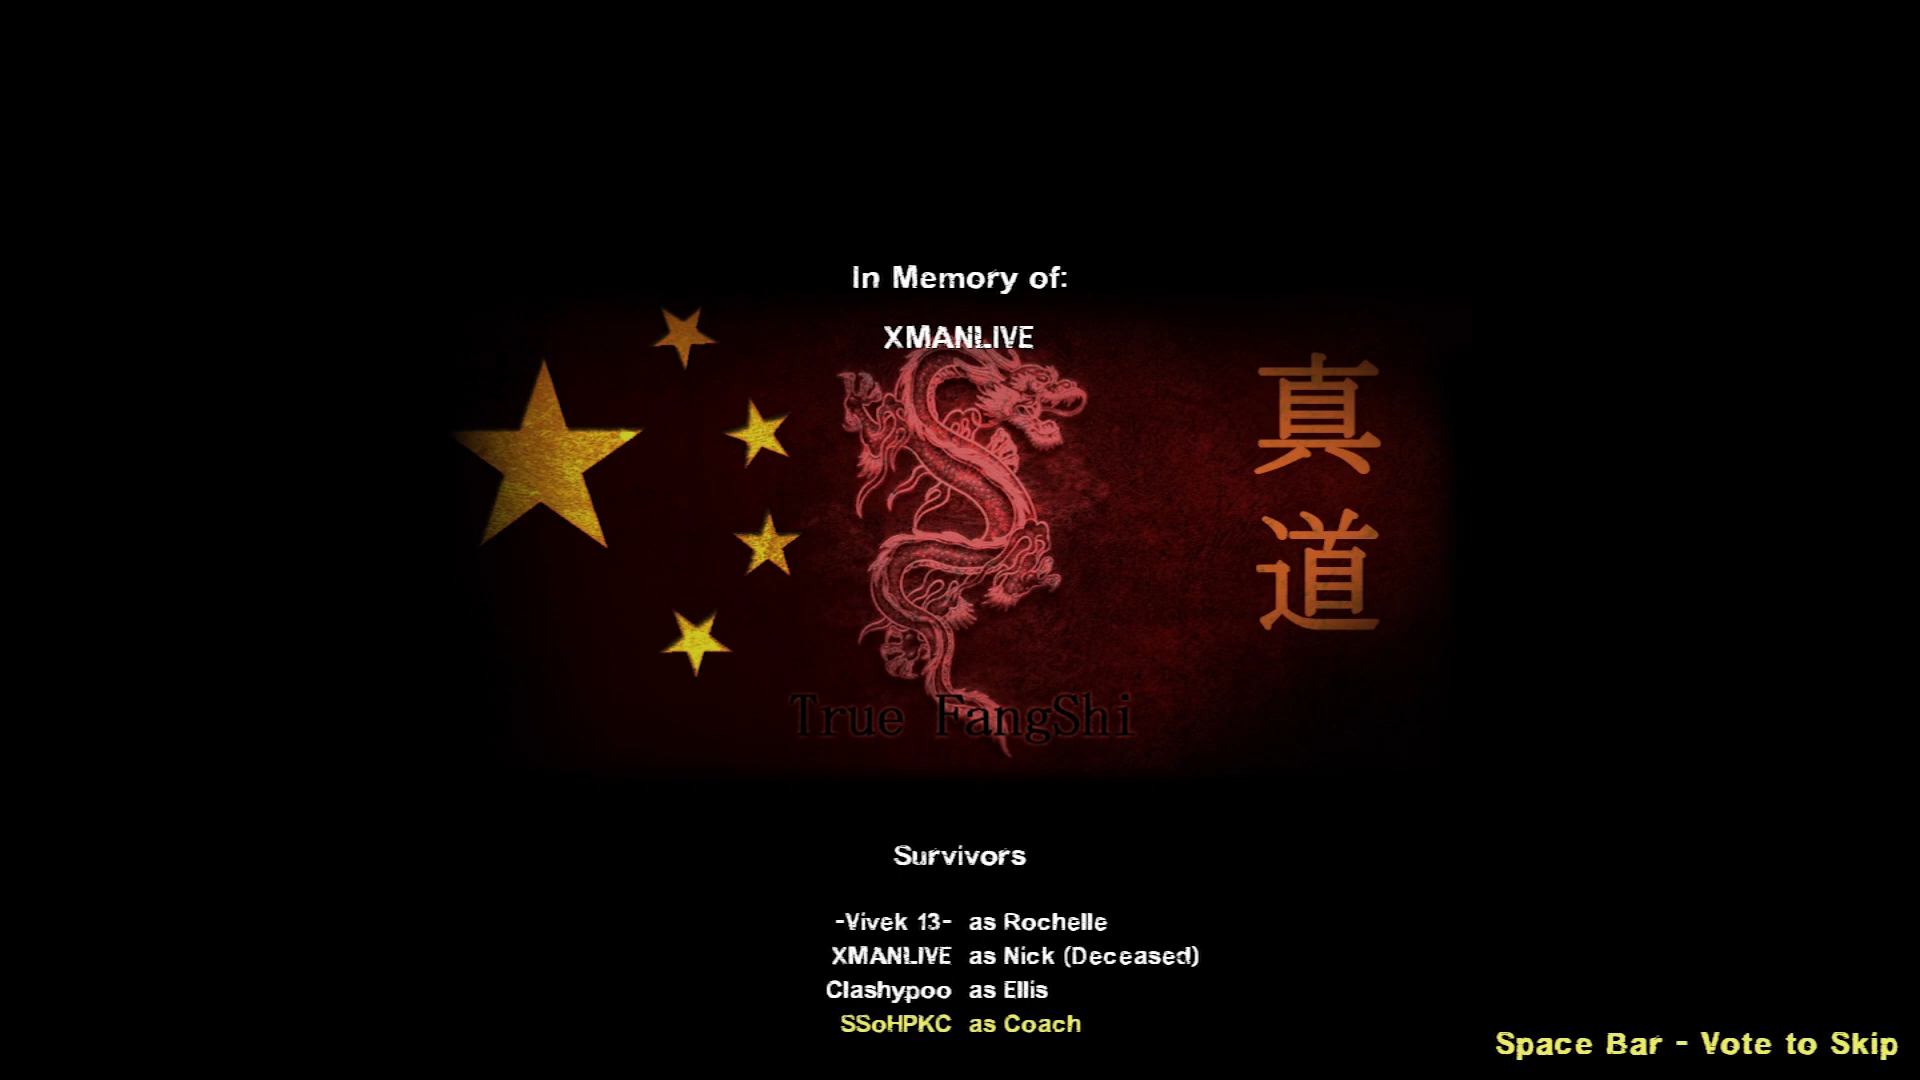 In Memory of:
XMANLIVE
真
道
True FangShi
Survivors
-Vivek 13- as Rochelle
XMANLIVE as Nick (Deceased)
Clashypoo as Ellis
SSoHPKC as Coach
Space Bar - Vote to Skip